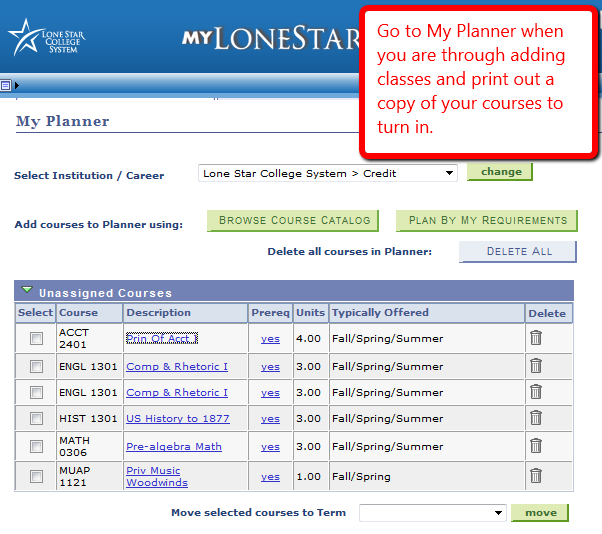 LONE STAR
COLLEGE
SYSTEM
MYLONESTAR
Go to My Planner when
you are through adding
classes and print out a
copy of your courses to
turn in.
My Planner
Select Institution / Career Lone Star College System > Credit change
Add courses to Planner using: BROWSE COURSE CATALOG PLAN BY MY REQUIREMENTS
Delete all courses in Planner: DELETE ALL
Unassigned Courses
Select Course Description Prereq Units Typically Offered Delete
ACCT
2401 Prin Of Acct I yes 4.00 Fall/Spring/Summer
ENGL 1301 Comp & Rhetoric I yes 3.00 Fall/Spring/Summer
ENGL 1301 Comp & Rhetoric I yes 3.00 Fall/Spring/Summer
HIST 1301 US History to 1877 yes 3.00 Fall/Spring/Summer
MATH
0306 Pre-algebra Math yes 3.00 Fall/Spring/Summer
MUAP
1121 Priv Music
Woodwinds yes 1.00 Fall/Spring
Move selected courses to Term move